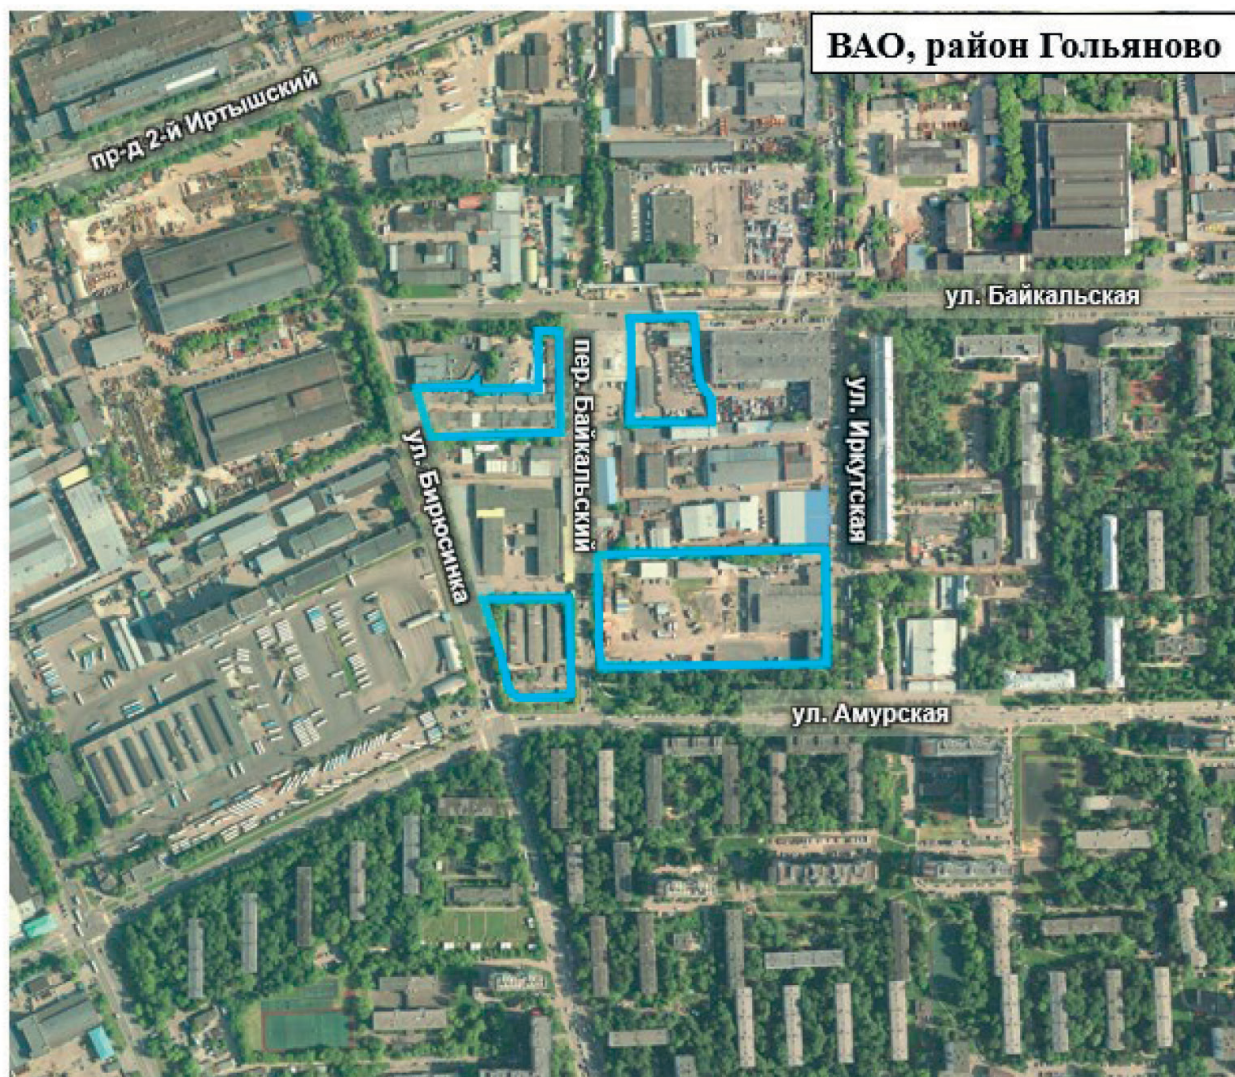 ВАО, район Гольяново
пр-д 2-й Иртышский
ул. Байкальская
пер. Байкальский
ул. Иркутская
ул. Бирюсинка
ул. Амурская